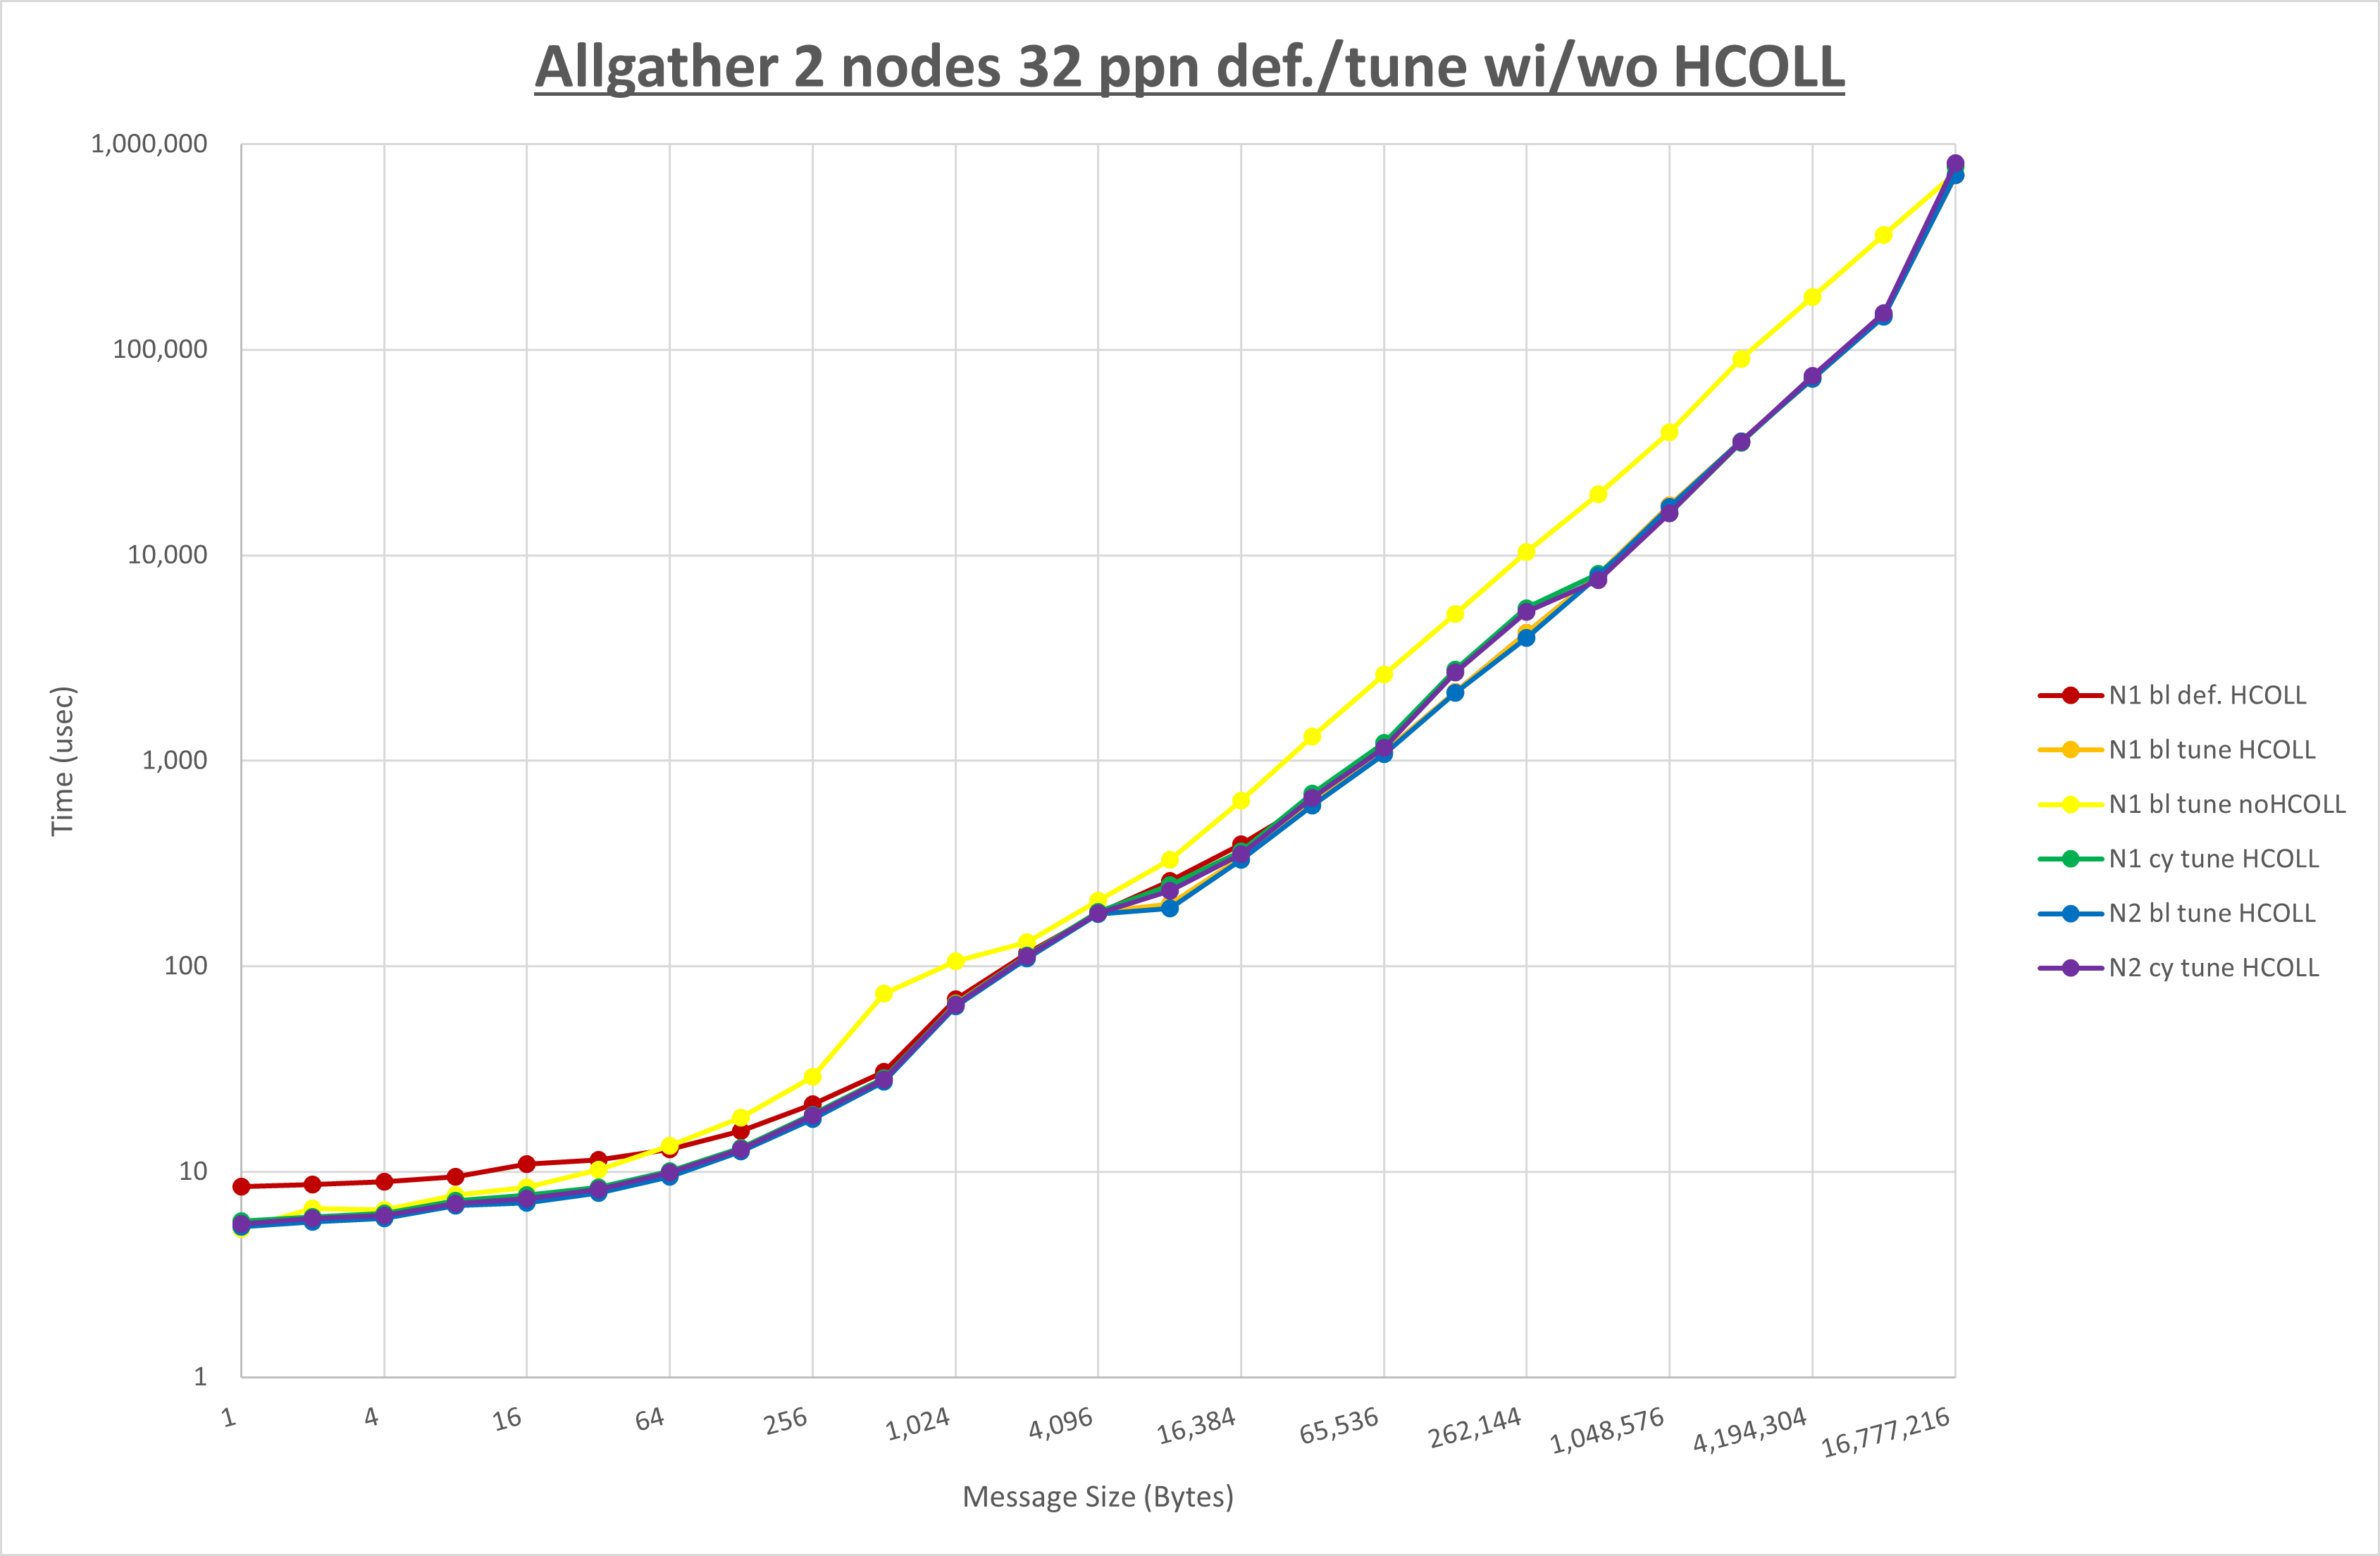 Allgather 2 nodes 32 ppn def./tune wi/wo HCOLL
1,000,000
100,000
10,000
1,000
100
10
1
Time (usec)
1
4
16
64
256
1,024
4,096
16,384
65,536
262,144
1,048,576
4,194,304
16,777,216
Message Size (Bytes)
N1 bl def. HCOLL
N1 bl tune HCOLL
N1 bl tune noHCOLL
N1 cy tune HCOLL
N2 bl tune HCOLL
N2 cy tune HCOLL